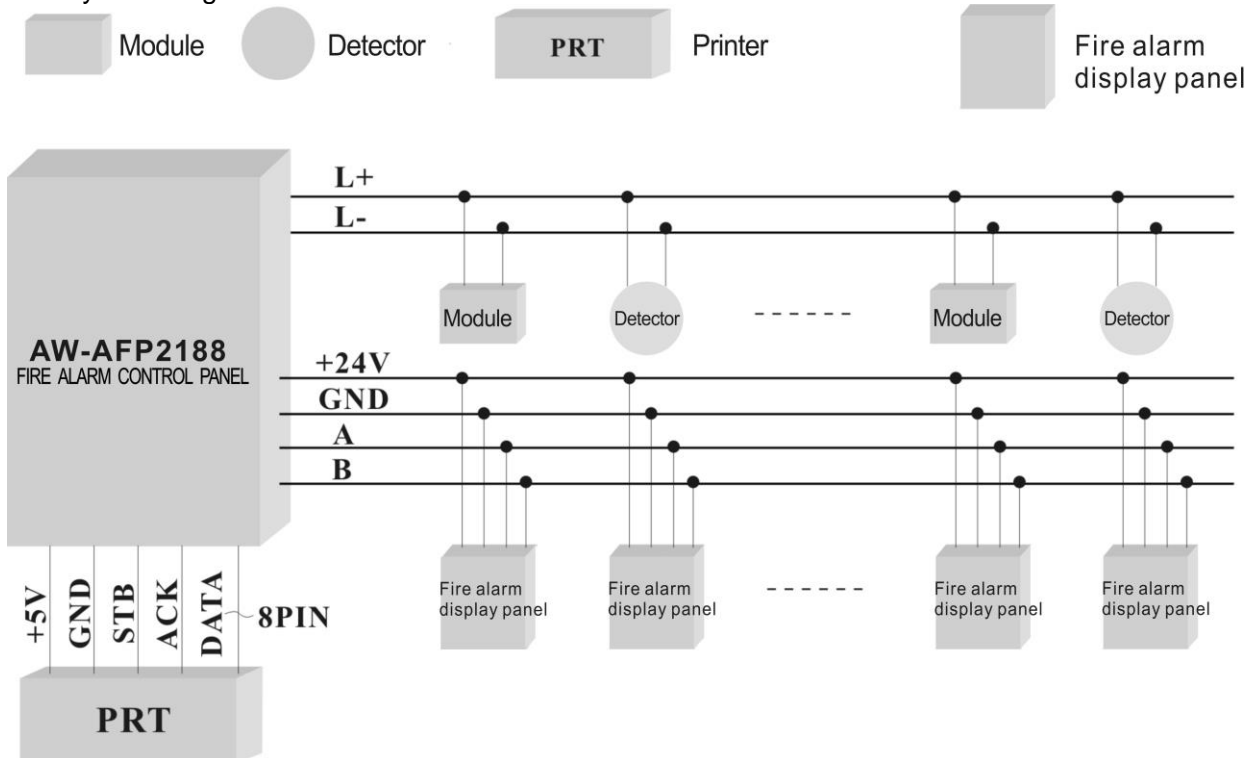 Module
Detector
PRT
Printer
Fire alarm
display panel
L+
L-
Module
Detector
Module
Detector
AW-AFP2188
FIRE ALARM CONTROL PANEL
+24V
GND
A
B
Fire alarm
display panel
Fire alarm
display panel
Fire alarm
display panel
Fire alarm
display panel
+5V
GND
STB
ACK
DATA
8PIN
PRT